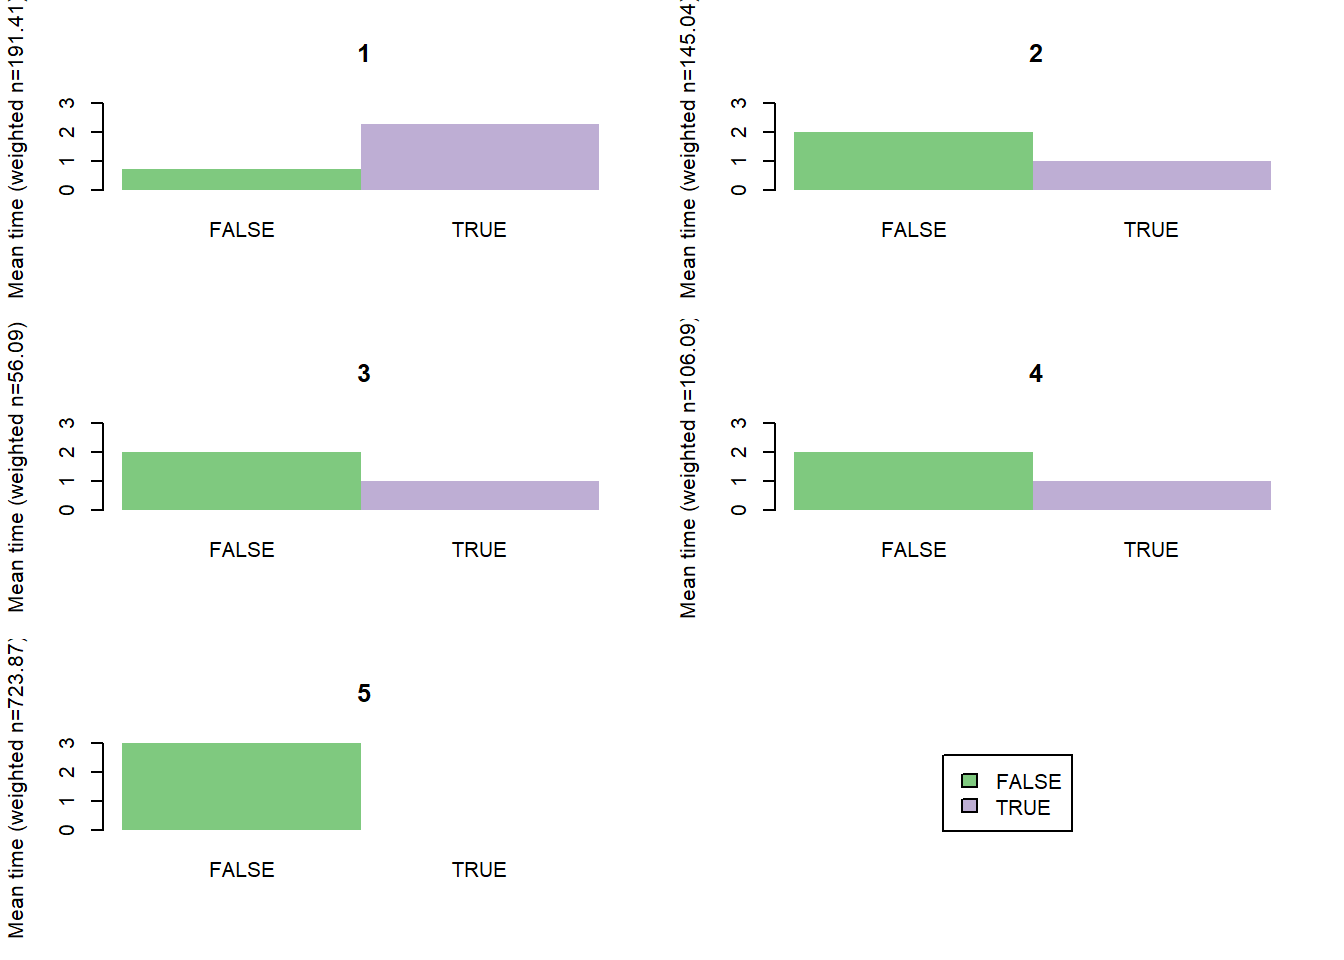 1
Mean time (weighted n=191.41)
3
2
1
0
FALSE TRUE
2
Mean time (weighted n=145.04)
3
2
1
0
FALSE TRUE
3
Mean time (weighted n=56.09)
3
2
1
0
FALSE TRUE
4
Mean time (weighted n=106.09)
3
2
1
0
FALSE TRUE
5
Mean time (weighted n=723.87)
3
2
1
0
FALSE TRUE
FALSE
TRUE